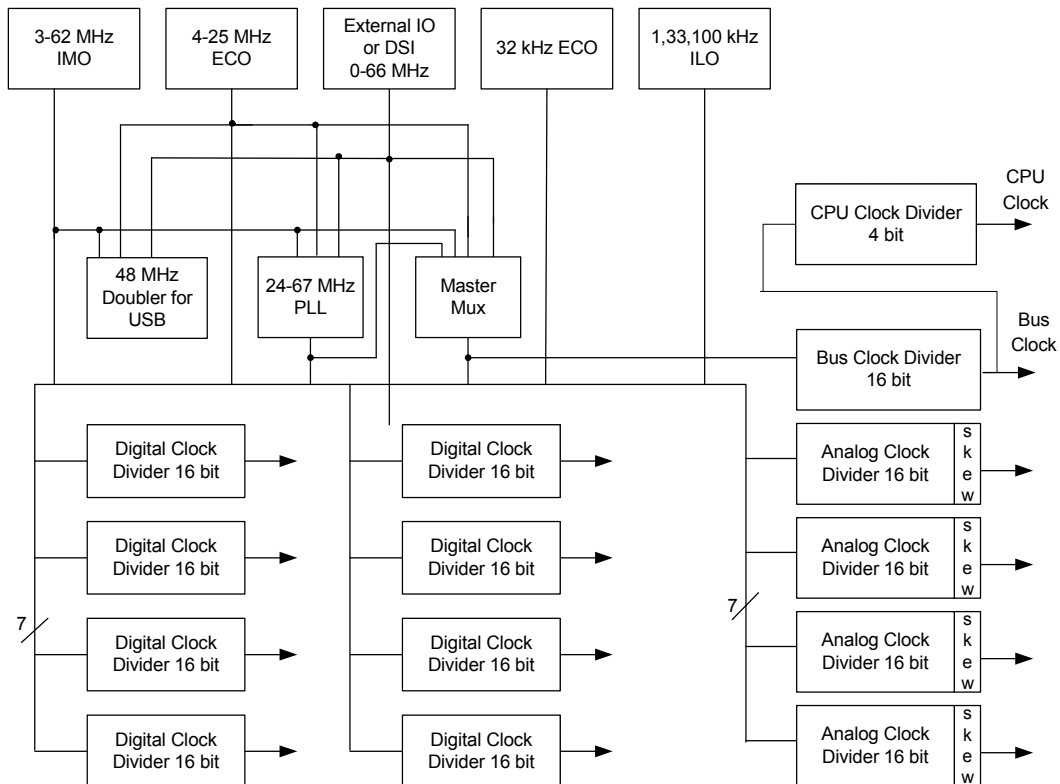 3-62 MHz
IMO
4-25 MHz
ECO
External IO
or DSI
0-66 MHz
32 kHz ECO
1,33,100 kHz
ILO
CPU
Clock
CPU Clock Divider
4 bit
48 MHz
Doubler for
USB
24-67 MHz
PLL
Master
Mux
Bus
Clock
Bus Clock Divider
16 bit
Digital Clock
Divider 16 bit
Digital Clock
Divider 16 bit
Analog Clock
Divider 16 bit
s
k
e
w
Digital Clock
Divider 16 bit
Digital Clock
Divider 16 bit
Analog Clock
Divider 16 bit
s
k
e
w
7
7
Digital Clock
Divider 16 bit
Digital Clock
Divider 16 bit
Analog Clock
Divider 16 bit
s
k
e
w
Digital Clock
Divider 16 bit
Digital Clock
Divider 16 bit
Analog Clock
Divider 16 bit
s
k
e
w